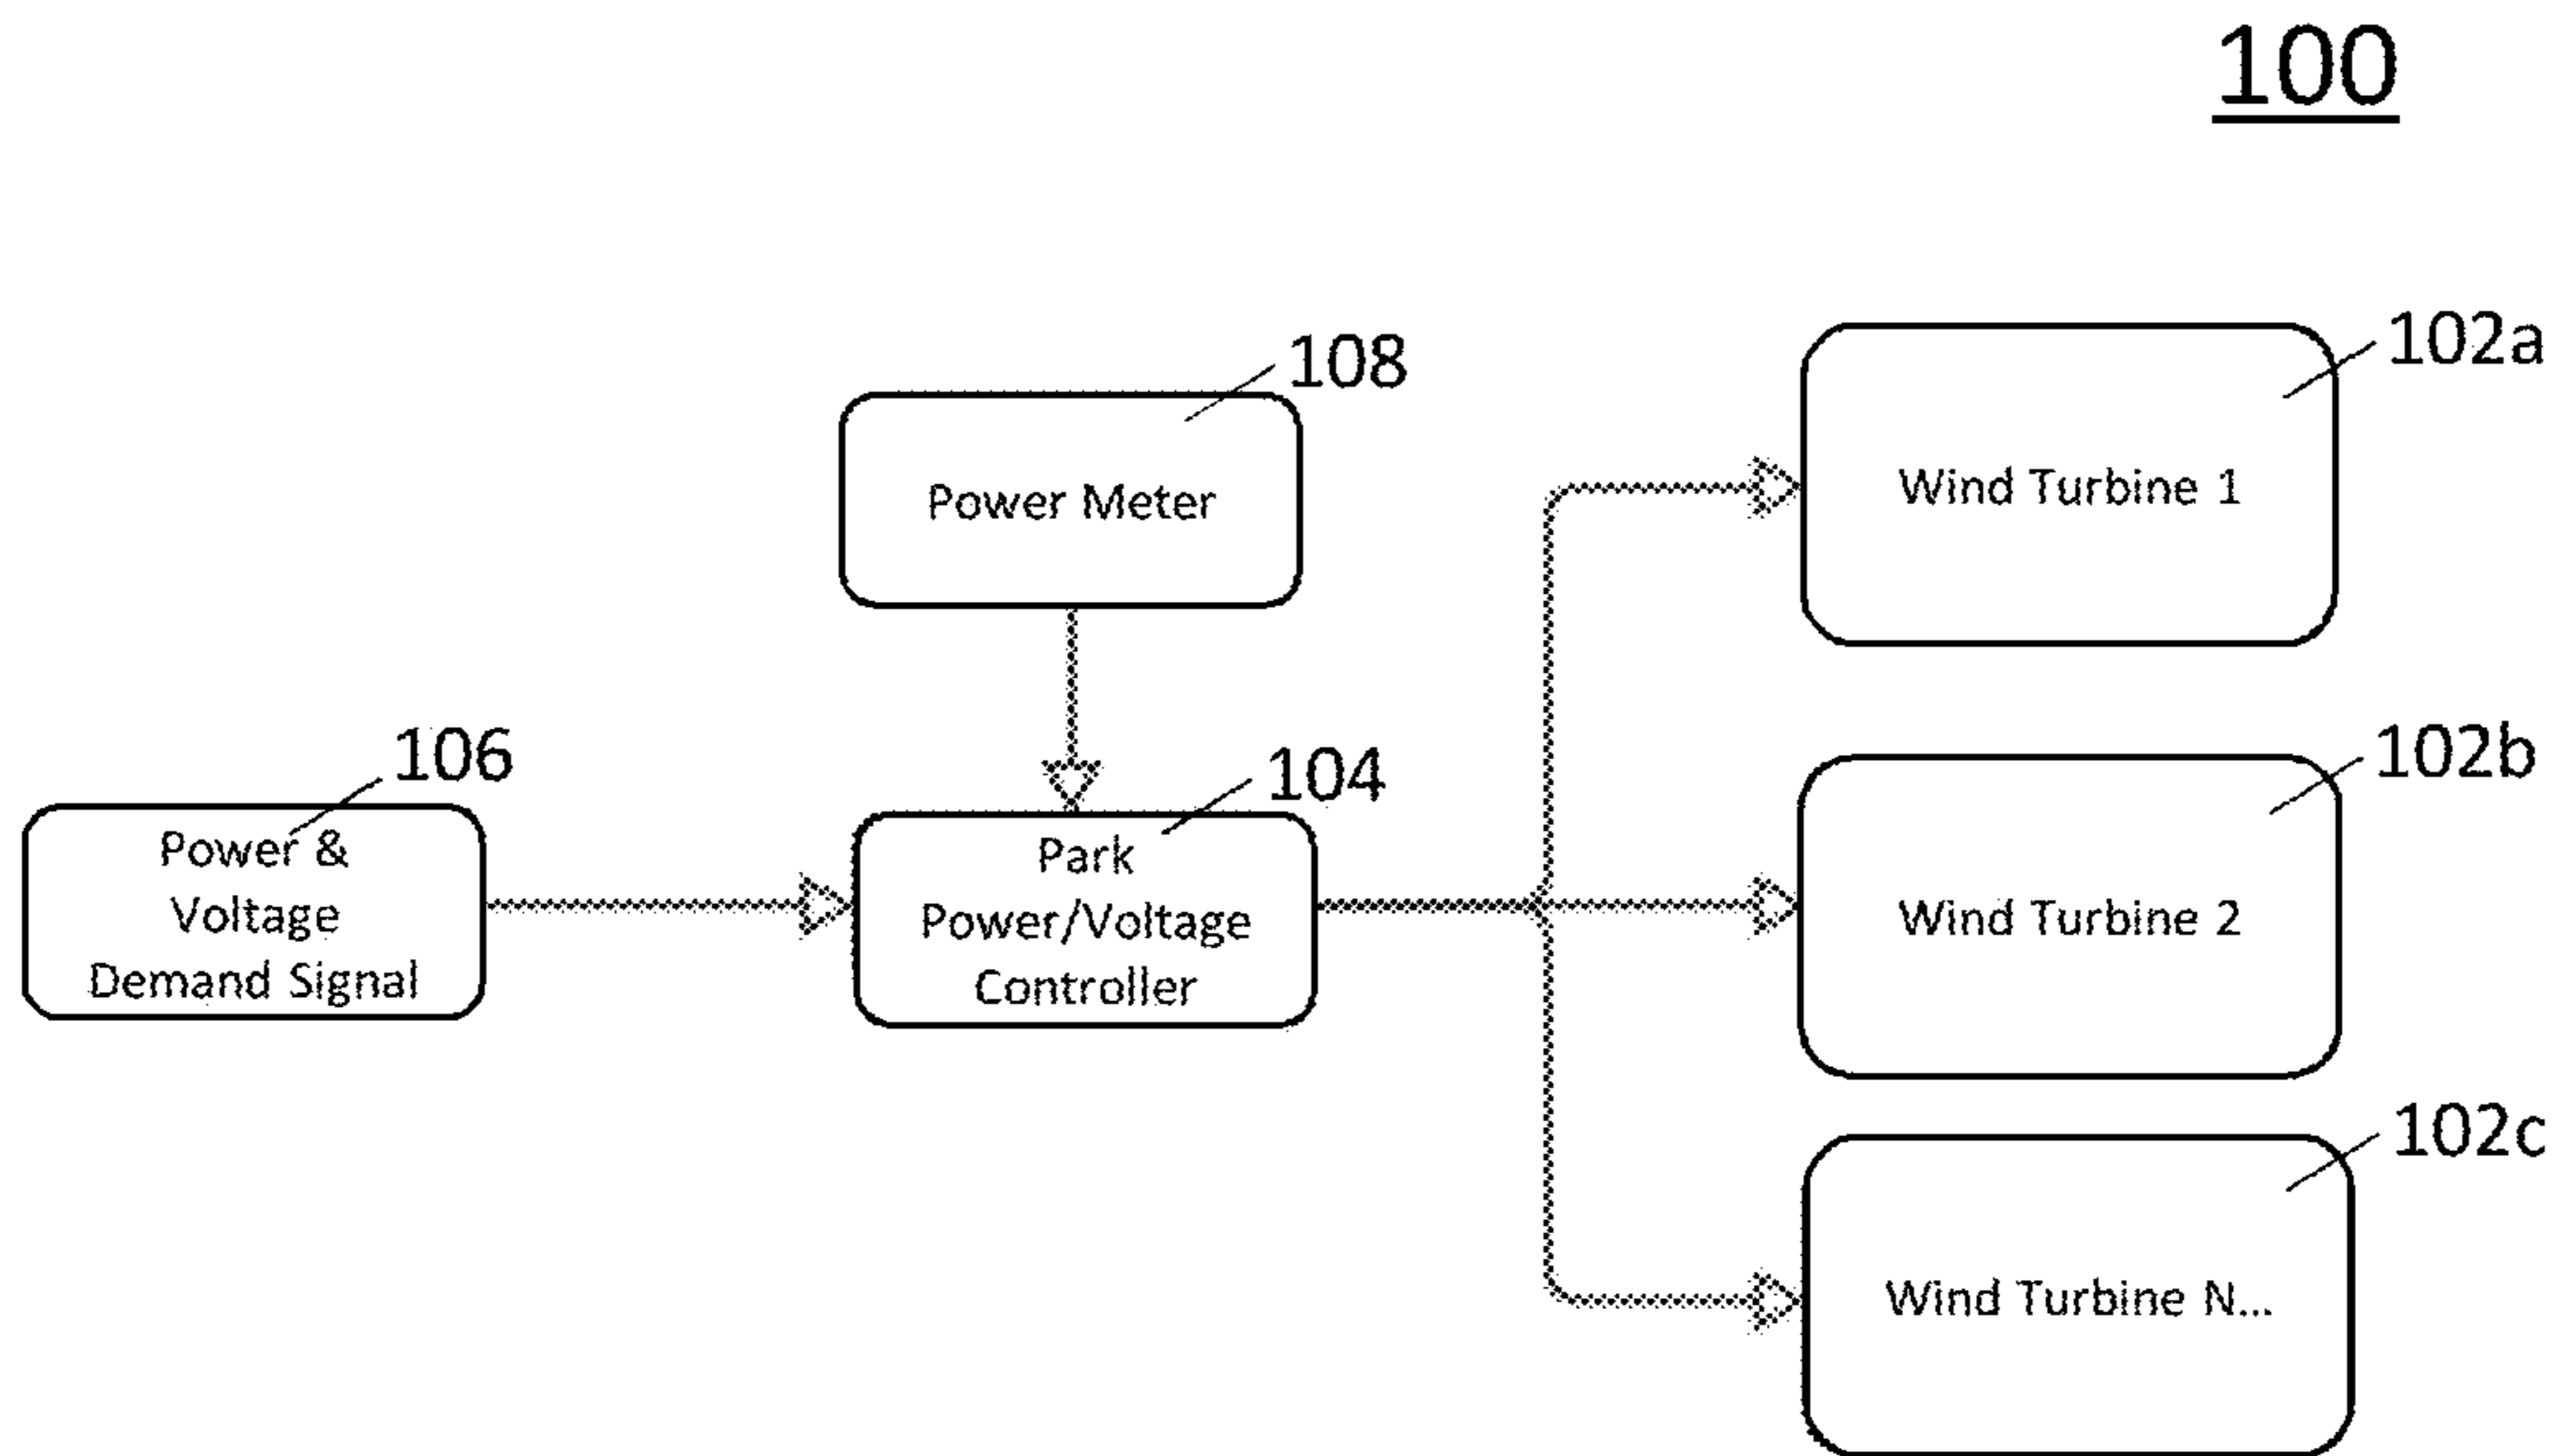 100
102a
108
Wind Turbine 1
Power Meter
106
104
102b
Power &
Voltage
Demand Signal
Park
Power/Voltage
Controller
Wind Turbine 2
102c
Wind Turbine N...